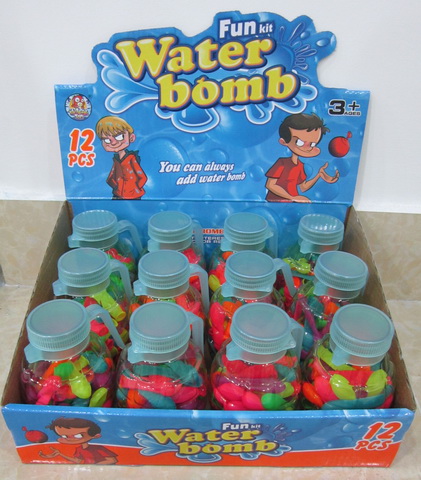 Fun kit
Water
bomb
3+
AGES
12
PCS
You can always
add water bomb
Fun kit
Water
bomb
12
PCS